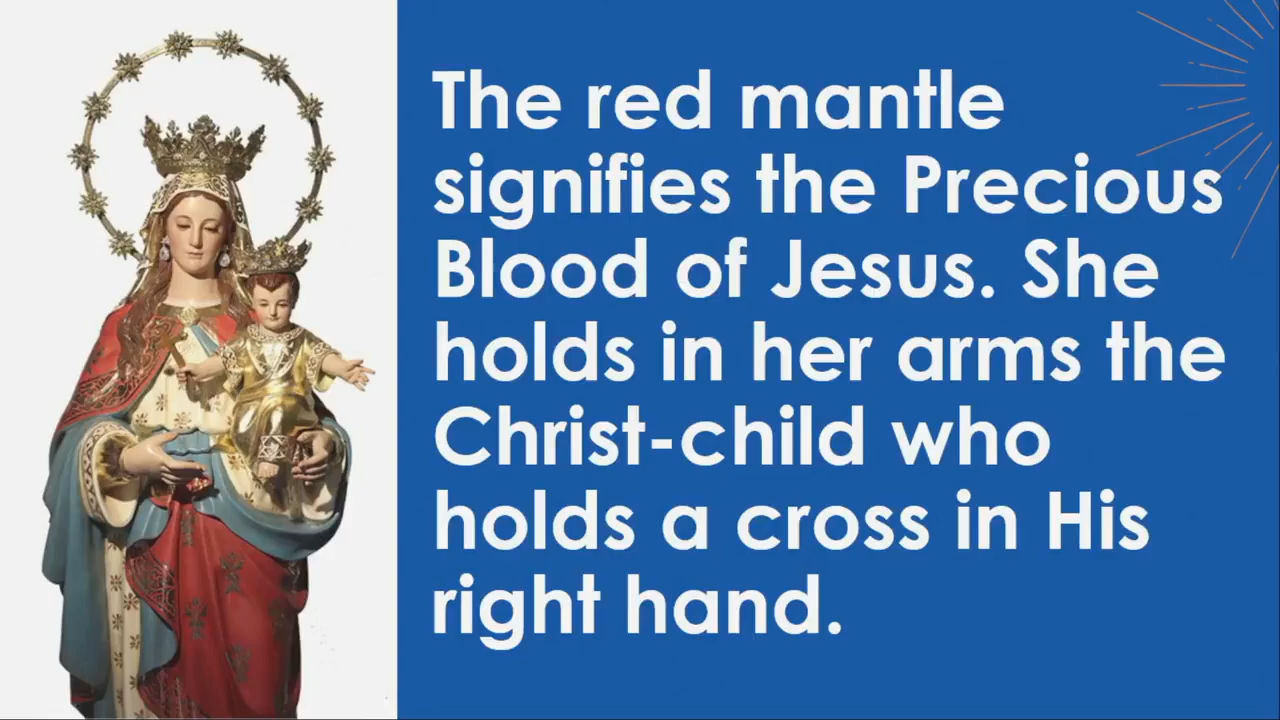 The red mantle
signifies the Precious
Blood of Jesus. She
holds in her arms the
Christ-child who
holds a cross in His
right hand.